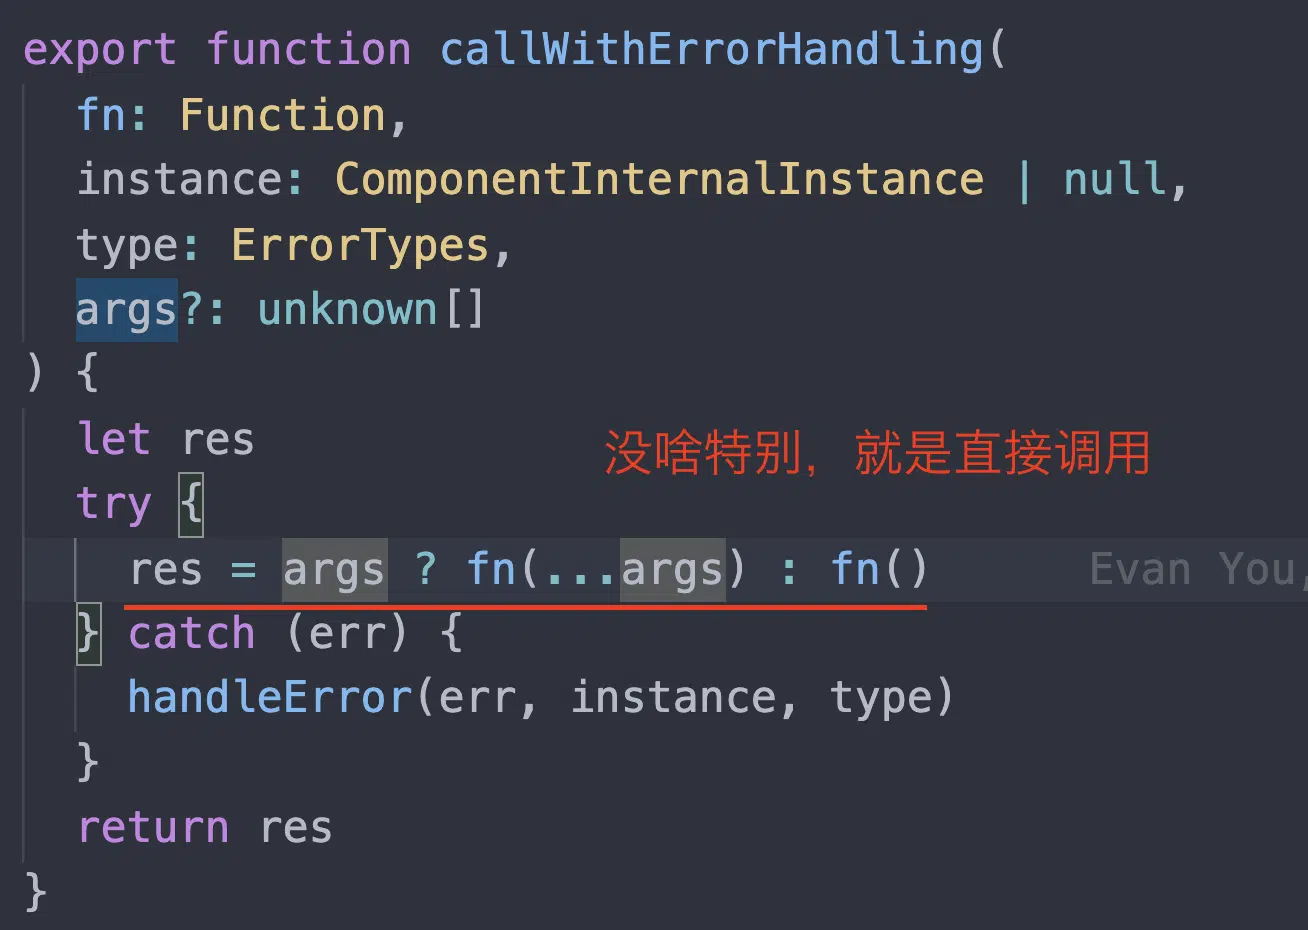 export function callWithErrorHandling(
fn: Function,
instance: ComponentInternalInstance | null,
type: ErrorTypes,
args?: unknown[]
) {
let res
没啥特别，就是直接调用
try {
res = args ? fn(...args) : fn() Evan You,
} catch (err) {
handleError(err, instance, type)
}
return res
}